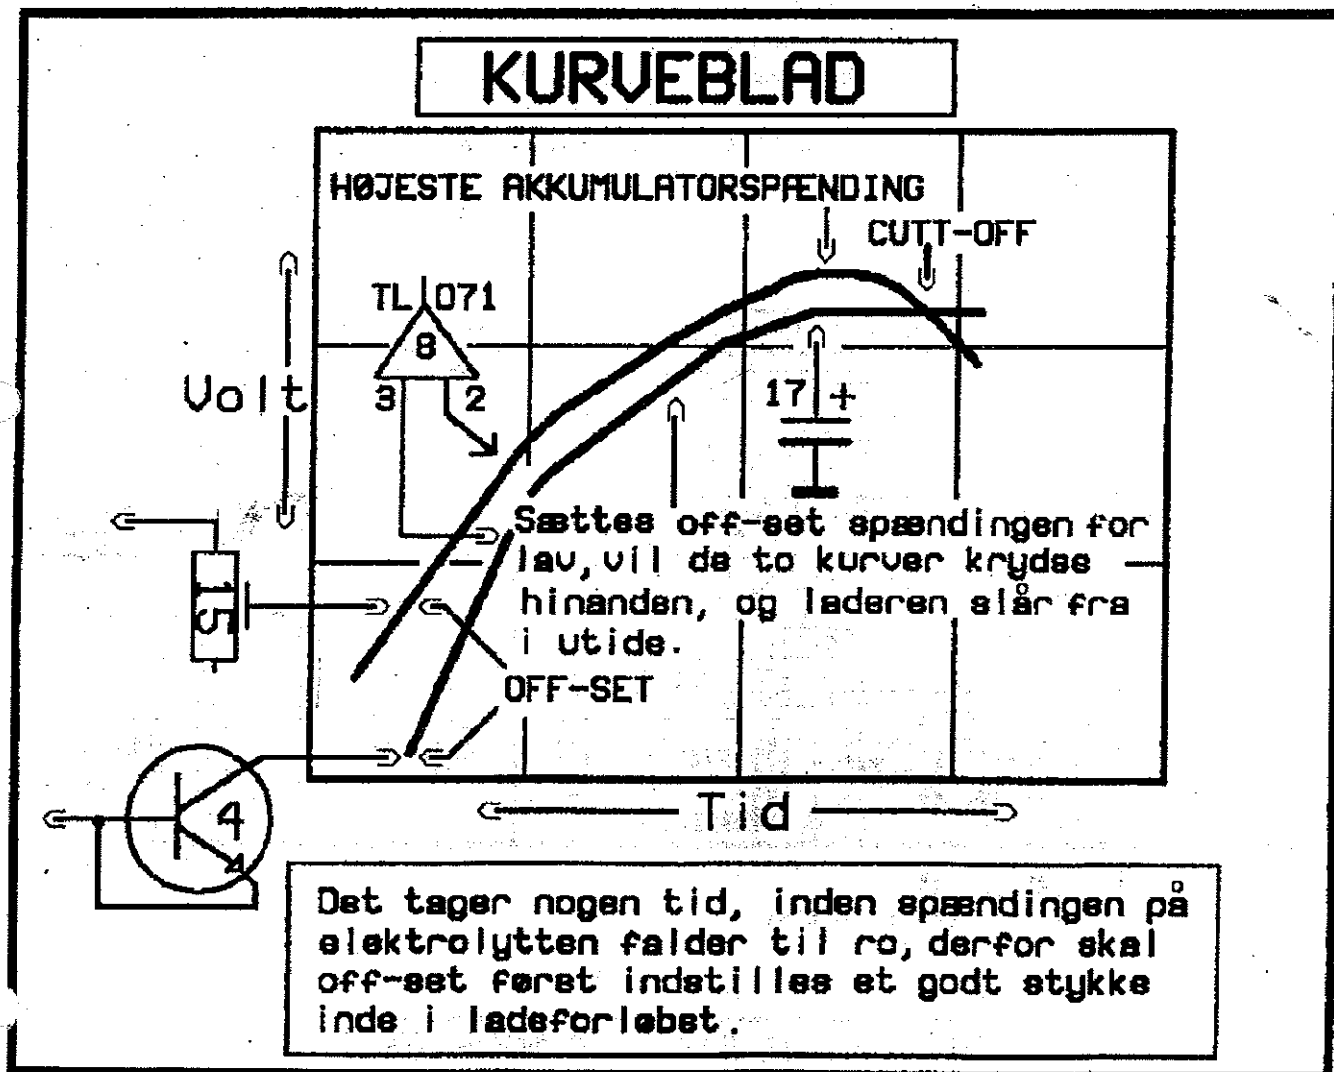 KURVEBLAD
HØJESTE AKKUMULATORSPÆNDING
CUTT-OFF
TL 071
8
3 2
Volt
17 +
Sættes off-set spændingen for
lav, vil de to kurver krydse
hinanden, og laderen slår fra
i utide.
15
OFF-SET
4
Tid
Det tager nogen tid, inden spændingen på
elektrolytten falder til ro, derfor skal
off-set først indstilles et godt stykke
inde i ladeforløbet.